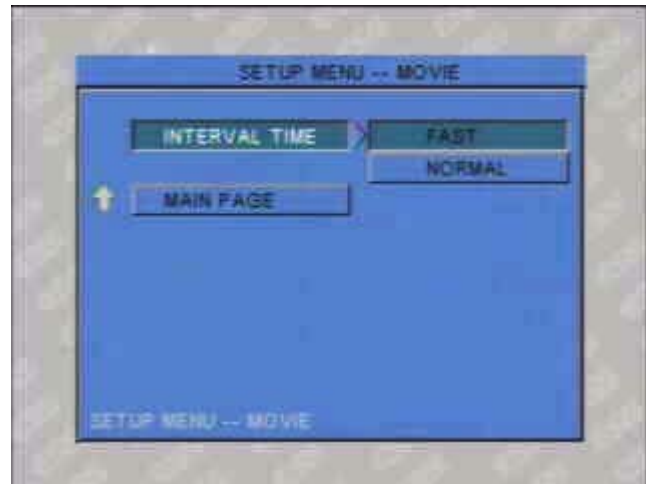 SETUP MENU -- MOVIE
INTERVAL TIME
FAST
NORMAL
MAIN PAGE
SETUP MENU -- MOVIE